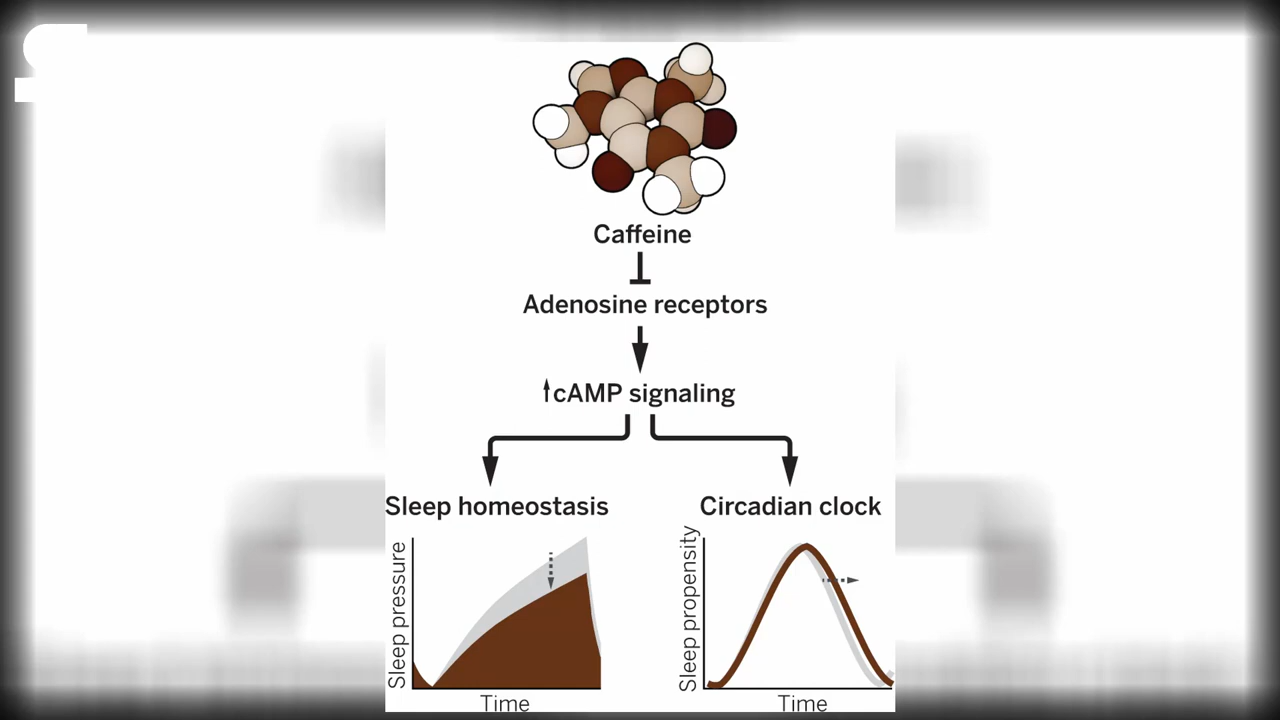 Caffeine
Adenosine receptors
↑cAMP signaling
Sleep homeostasis
Circadian clock
Sleep pressure
Time
Sleep propensity
Time